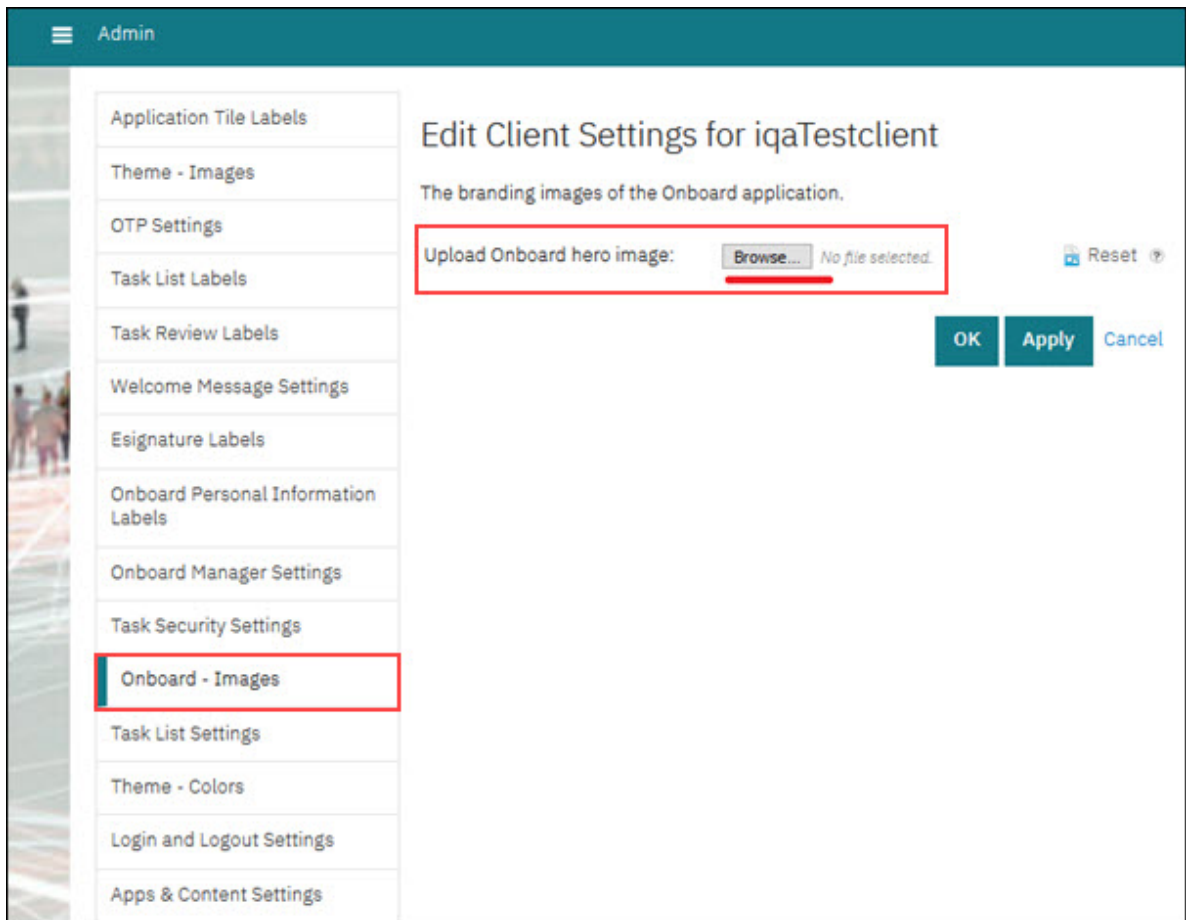 Admin
Application Tile Labels
Theme - Images
OTP Settings
Task List Labels
Task Review Labels
Welcome Message Settings
Esignature Labels
Onboard Personal Information
Labels
Onboard Manager Settings
Task Security Settings
Onboard - Images
Task List Settings
Theme - Colors
Login and Logout Settings
Apps & Content Settings
Edit Client Settings for iqaTestclient
The branding images of the Onboard application.
Upload Onboard hero image: Browse... No file selected. Reset ?
OK Apply Cancel